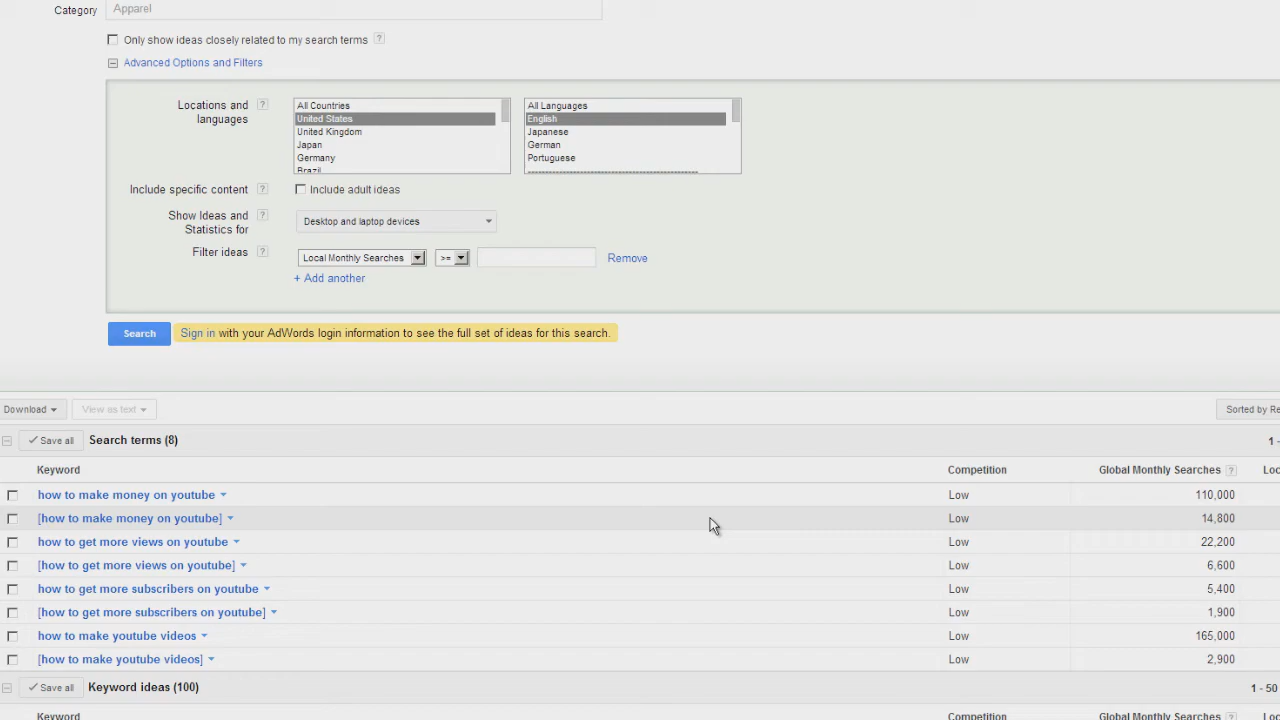 Category Apparel
Only show ideas closely related to my search terms ?
Advanced Options and Filters
Locations and languages ?
All Countries
United States
United Kingdom
Japan
Germany
Brazil
All Languages
English
Japanese
German
Portuguese
Include specific content ? Include adult ideas
Show Ideas and Statistics for ? Desktop and laptop devices
Filter ideas ? Local Monthly Searches >= Remove
+ Add another
Search Sign in with your AdWords login information to see the full set of ideas for this search.
Download View as text Sorted by Re
Save all Search terms (8) 1 -
Keyword Competition Global Monthly Searches ? Loc
how to make money on youtube Low 110,000
[how to make money on youtube] Low 14,800
how to get more views on youtube Low 22,200
[how to get more views on youtube] Low 6,600
how to get more subscribers on youtube Low 5,400
[how to get more subscribers on youtube] Low 1,900
how to make youtube videos Low 165,000
[how to make youtube videos] Low 2,900
Save all Keyword ideas (100) 1 - 50
Keyword Competition Global Monthly Searches ? Loc